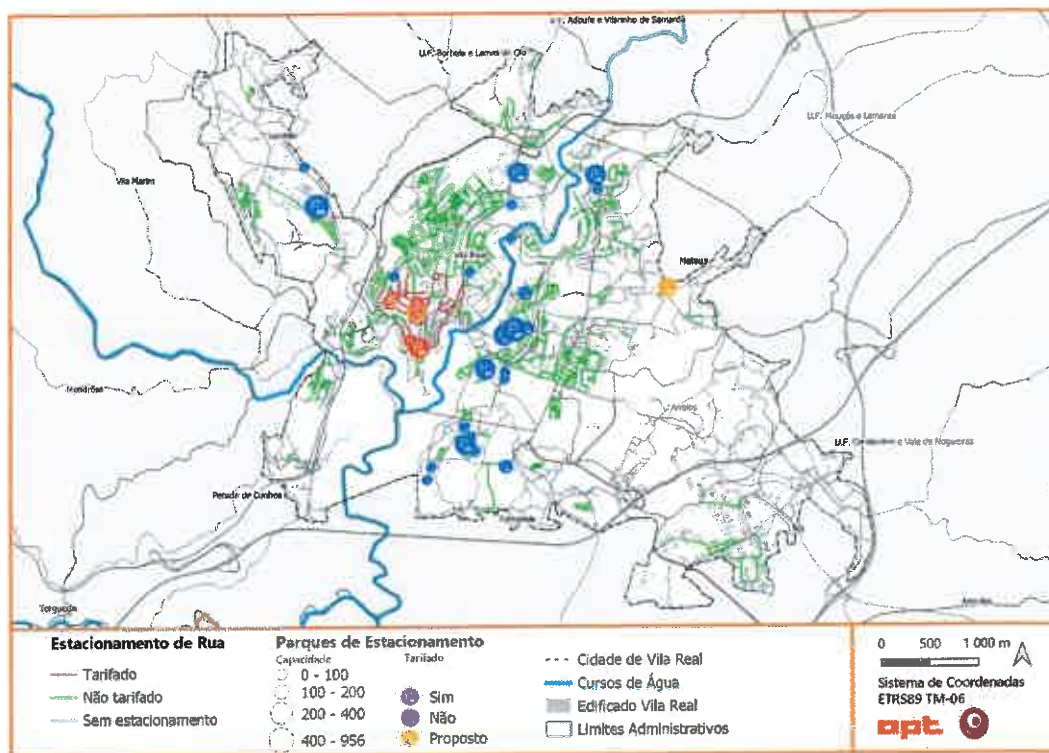 Adoufe e Vilarinho de Samardã
U.F. Borbela e Lamas de Olo
U.F. Mouçós e Lamares
Vila Marim
Vila Real
Mateus
Mondrões
Arroios
U.F.
e Vale de Nogueiras
Parada de Cunhos
Folhadela
Torgueda
Estacionamento de Rua
Tarifado
Não tarifado
Sem estacionamento
Parques de Estacionamento
Capacidade
0 - 100
100 - 200
200 - 400
400 - 956
Tarifado
Sim
Não
Proposto
Cidade de Vila Real
Cursos de Água
Edificado Vila Real
Limites Administrativos
0 500 1 000 m
Sistema de Coordenadas
ETRS89 TM-06
opt